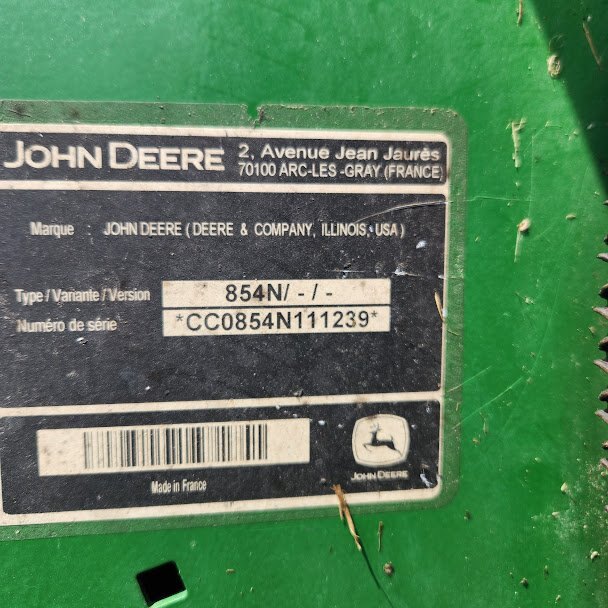 JOHN DEERE
2, Avenue Jean Jaurès
70100 ARC-LES-GRAY (FRANCE)
Marque : JOHN DEERE (DEERE & COMPANY, ILLINOIS, USA)
Type / Variante / Version 854N/ - / -
Numéro de série *CC0854N111239*
Made in France
JOHN DEERE